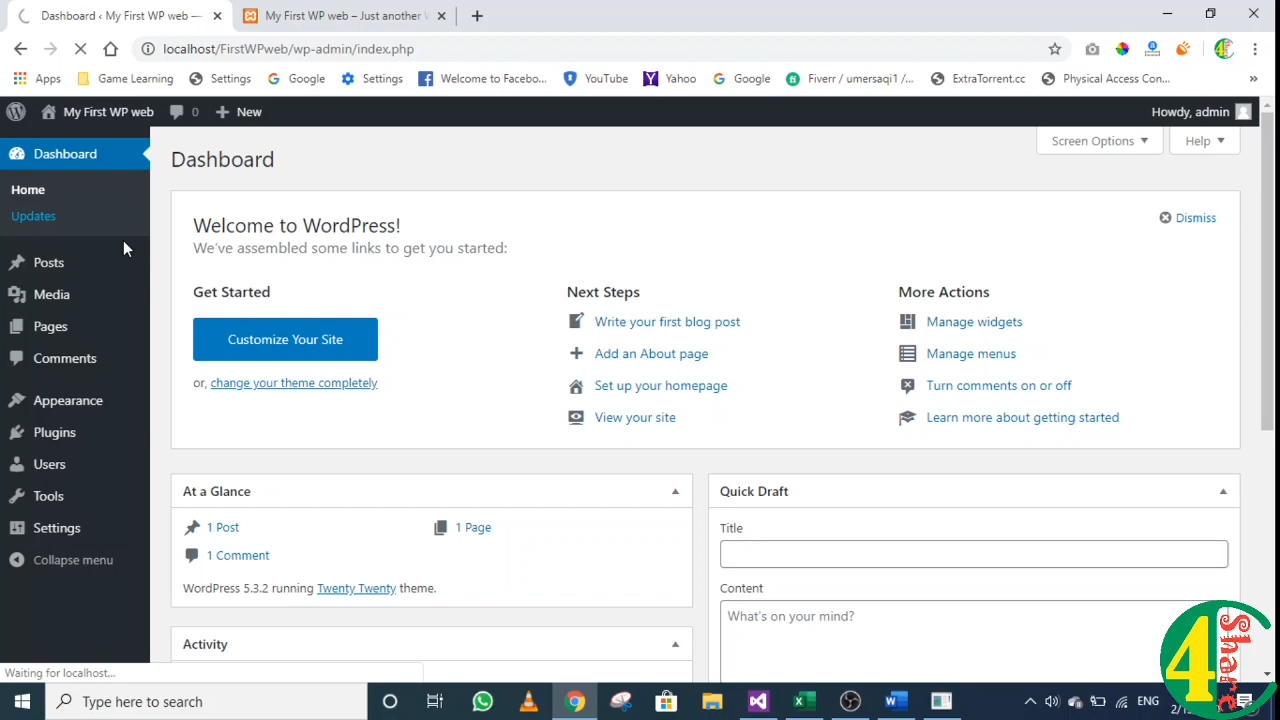 Dashboard ‹ My First WP web —
My First WP web – Just another
localhost/FirstWPweb/wp-admin/index.php
Apps
Game Learning
Settings
Google
Settings
Welcome to Facebo...
YouTube
Yahoo
Google
Fiverr / umersaqi1 /...
ExtraTorrent.cc
Physical Access Con...
My First WP web
0
New
Howdy, admin
Dashboard
Home
Updates
Posts
Media
Pages
Comments
Appearance
Plugins
Users
Tools
Settings
Collapse menu
Dashboard
Screen Options
Help
Welcome to WordPress!
We've assembled some links to get you started:
Dismiss
Get Started
Customize Your Site
or, change your theme completely
Next Steps
Write your first blog post
Add an About page
Set up your homepage
View your site
More Actions
Manage widgets
Manage menus
Turn comments on or off
Learn more about getting started
At a Glance
1 Post
1 Page
1 Comment
WordPress 5.3.2 running Twenty Twenty theme.
Activity
Quick Draft
Title
Content
What's on your mind?
Waiting for localhost...
Type here to search
ENG
4
Share